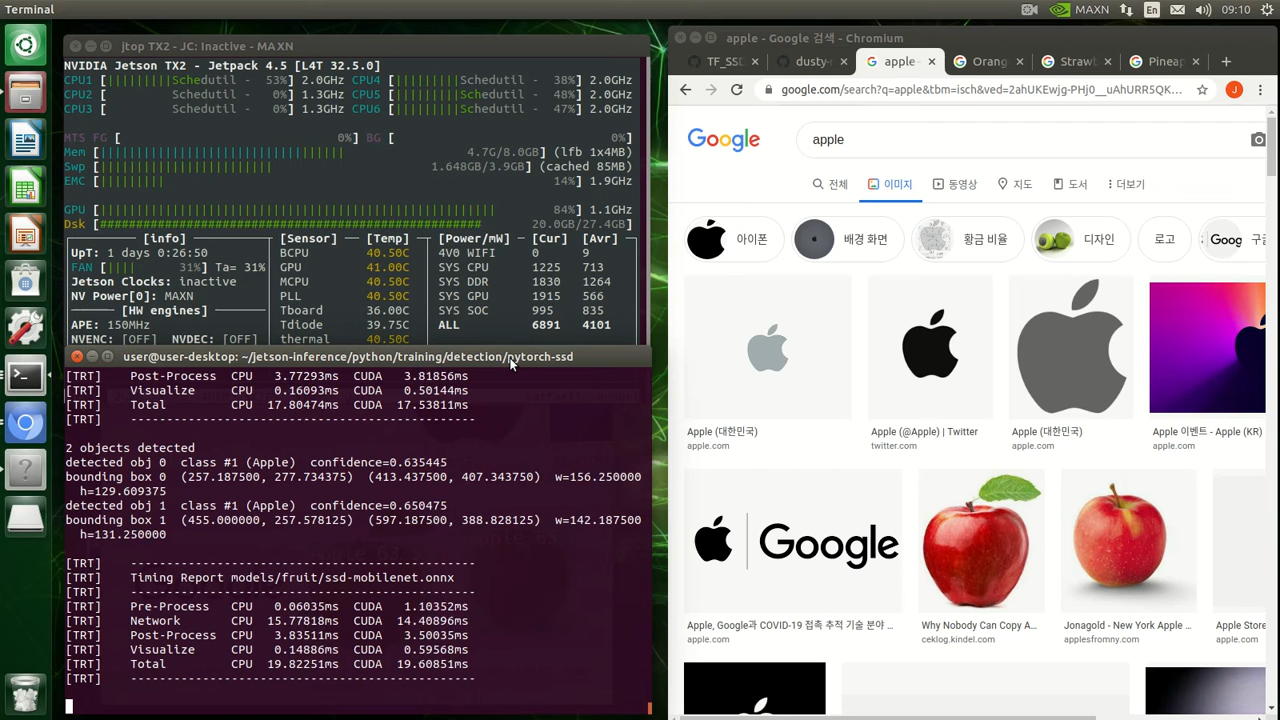 Terminal
MAXN
En
09:10
jtop TX2 - JC: Inactive - MAXN
NVIDIA Jetson TX2 - Jetpack 4.5 [L4T 32.5.0]
CPU1 [|||||||||Schedutil - 53%] 2.0GHz CPU4 [|||||||||Schedutil - 38%] 2.0GHz
CPU2 [ Schedutil - 0%] 1.3GHz CPU5 [|||||||||Schedutil - 48%] 2.0GHz
CPU3 [ Schedutil - 0%] 1.3GHz CPU6 [|||||||||Schedutil - 47%] 2.0GHz
MTS FG [ 0%] BG [ 0%]
Mem [ 4.7G/8.0GB] (lfb 1x4MB)
Swp [ 1.648GB/3.9GB] (cached 85MB)
EMC [ 14%] 1.9GHz
GPU [ 84%] 1.1GHz
Dsk [ 20.0GB/27.4GB]
[info] [Sensor] [Temp] [Power/mW] [Cur] [Avr]
UpT: 1 days 0:26:50 BCPU 40.50C 4V0 WIFI 0 9
FAN [||||  31%] Ta= 31% GPU 41.00C SYS CPU 1225 713
Jetson Clocks: inactive MCPU 40.50C SYS DDR 1830 1264
NV Power[0]: MAXN PLL 40.50C SYS GPU 1915 566
[HW engines] Tboard 36.00C SYS SOC 995 835
APE: 150MHz Tdiode 39.75C ALL 6891 4101
NVENC: [OFF] NVDEC: [OFF] thermal 40.50C
user@user-desktop: ~/jetson-inference/python/training/detection/pytorch-ssd
[TRT] Post-Process CPU 3.77293ms CUDA 3.81856ms
[TRT] Visualize CPU 0.16093ms CUDA 0.50144ms
[TRT] Total CPU 17.80474ms CUDA 17.53811ms
[TRT] ------------------------------------------------
2 objects detected
detected obj 0 class #1 (Apple) confidence=0.635445
bounding box 0 (257.187500, 277.734375) (413.437500, 407.343750) w=156.250000
h=129.609375
detected obj 1 class #1 (Apple) confidence=0.650475
bounding box 1 (455.000000, 257.578125) (597.187500, 388.828125) w=142.187500
h=131.250000
[TRT] ------------------------------------------------
[TRT] Timing Report models/fruit/ssd-mobilenet.onnx
[TRT] ------------------------------------------------
[TRT] Pre-Process CPU 0.06035ms CUDA 1.10352ms
[TRT] Network CPU 15.77818ms CUDA 14.40896ms
[TRT] Post-Process CPU 3.83511ms CUDA 3.50035ms
[TRT] Visualize CPU 0.14886ms CUDA 0.59568ms
[TRT] Total CPU 19.82251ms CUDA 19.60851ms
[TRT] ------------------------------------------------
apple - Google 검색 - Chromium
TF_SS
dusty-
apple-
Orang
Strawb
Pineap
google.com/search?q=apple&tbm=isch&ved=2ahUKEwjg-PHj0__uAhURR5QK...
J
Google
apple
전체
이미지
동영상
지도
도서
더보기
아이폰
배경 화면
황금 비율
디자인
로고
Goog
Apple (대한민국)
apple.com
Apple (@Apple) | Twitter
twitter.com
Apple (대한민국)
apple.com
Apple 이벤트 - Apple (KR)
apple.com
Google
Apple, Google과 COVID-19 접촉 추적 기술 분야 ...
apple.com
Why Nobody Can Copy A...
ceklog.kindel.com
Jonagold - New York Apple ...
applesfromny.com
Apple Store
apple.com